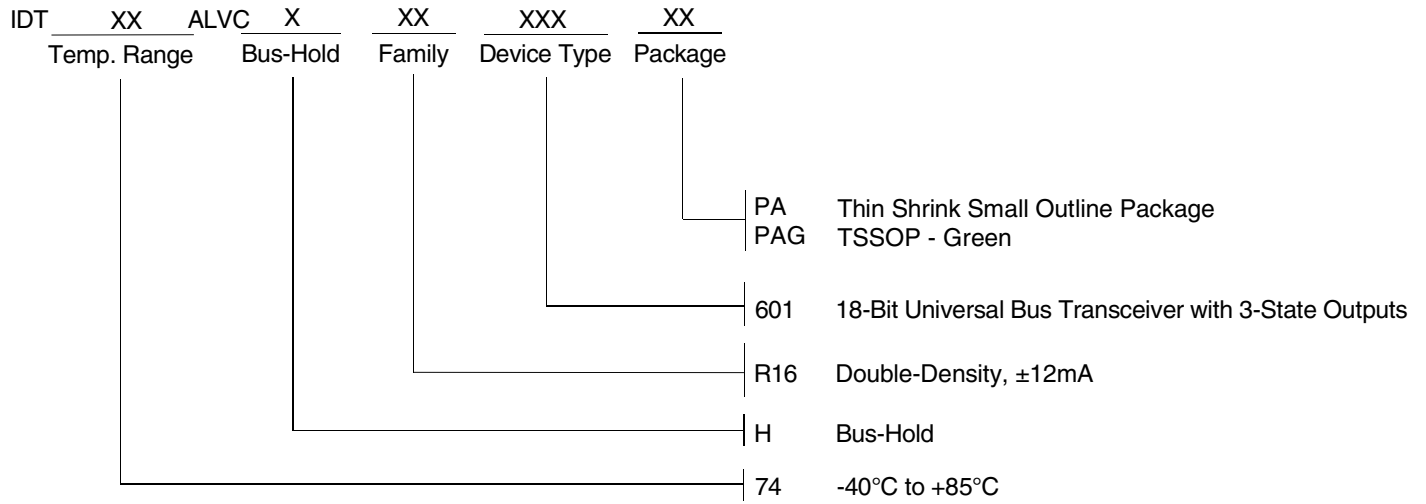 IDT XX ALVC X XX XXX XX
Temp. Range Bus-Hold Family Device Type Package
PA Thin Shrink Small Outline Package
PAG TSSOP - Green
601 18-Bit Universal Bus Transceiver with 3-State Outputs
R16 Double-Density, ±12mA
H Bus-Hold
74 -40°C to +85°C